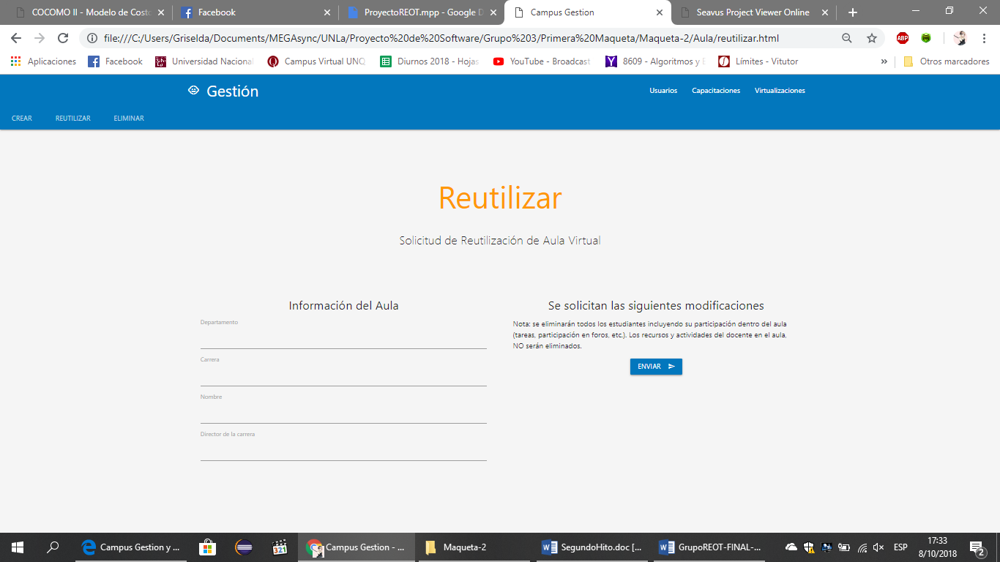 COCOMO II - Modelo de Costo
Facebook
ProyectoREOT.mpp - Google D
Campus Gestion
Seavus Project Viewer Online
file:///C:/Users/Griselda/Documents/MEGAsync/UNLa/Proyecto%20de%20Software/Grupo%203/Primera%20Maqueta/Maqueta-2/Aula/reutilizar.html
ABP
Aplicaciones
Facebook
Universidad Nacional
Campus Virtual UNQ
Diurnos 2018 - Hojas
YouTube - Broadcast
8609 - Algoritmos y E
Límites - Vitutor
»
Otros marcadores
Gestión
Usuarios
Capacitaciones
Virtualizaciones
CREAR
REUTILIZAR
ELIMINAR
Reutilizar
Solicitud de Reutilización de Aula Virtual
Información del Aula
Departamento
Carrera
Nombre
Director de la carrera
Se solicitan las siguientes modificaciones
Nota: se eliminarán todos los estudiantes incluyendo su participación dentro del aula
(tareas, participación en foros, etc.). Los recursos y actividades del docente en el aula,
NO serán eliminados.
ENVIAR
Campus Gestion y ...
321
Campus Gestion - ...
Maqueta-2
SegundoHito.doc [...
GrupoREOT-FINAL-...
ESP
17:33
8/10/2018
2